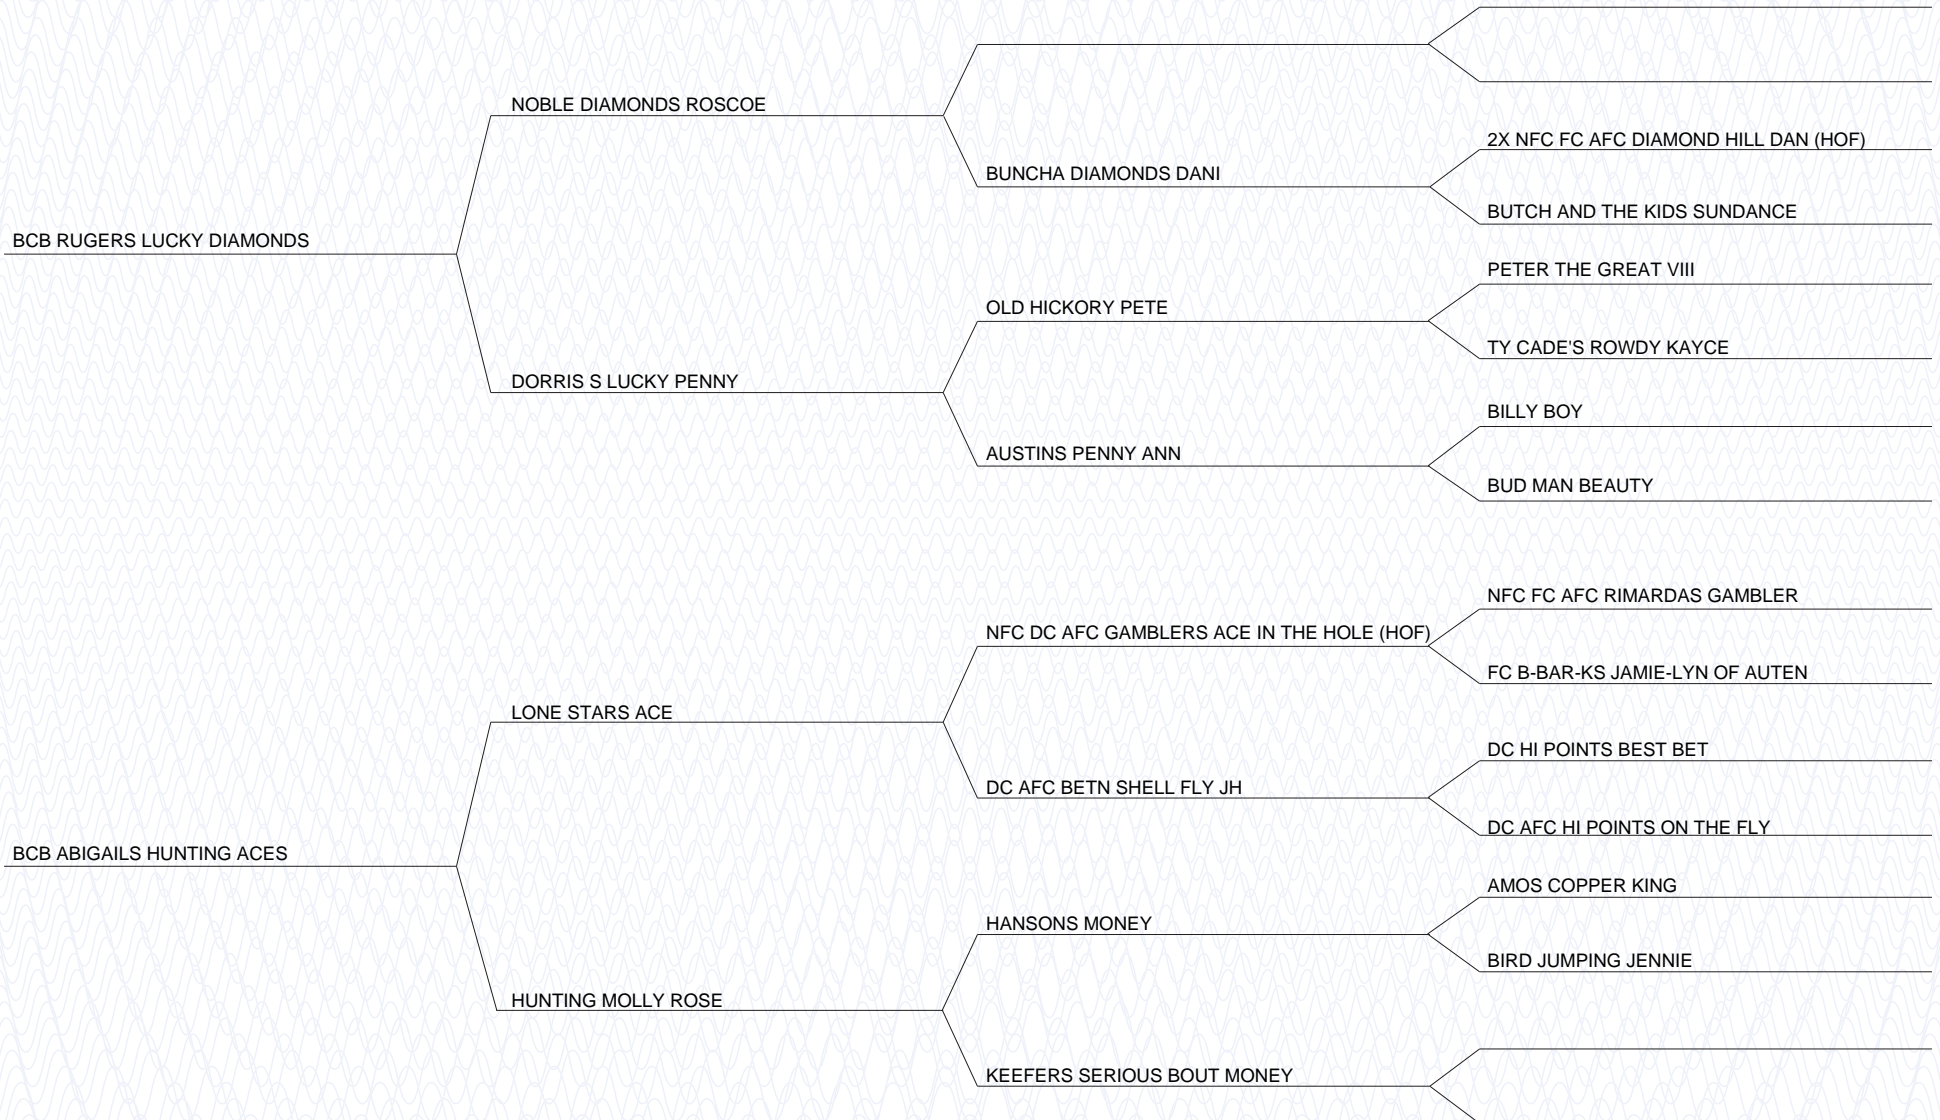 NOBLE DIAMONDS ROSCOE
2X NFC FC AFC DIAMOND HILL DAN (HOF)
BUNCHA DIAMONDS DANI
BUTCH AND THE KIDS SUNDANCE
BCB RUGERS LUCKY DIAMONDS
PETER THE GREAT VIII
OLD HICKORY PETE
TY CADE'S ROWDY KAYCE
DORRIS S LUCKY PENNY
BILLY BOY
AUSTINS PENNY ANN
BUD MAN BEAUTY
NFC FC AFC RIMARDAS GAMBLER
NFC DC AFC GAMBLERS ACE IN THE HOLE (HOF)
FC B-BAR-KS JAMIE-LYN OF AUTEN
LONE STARS ACE
DC HI POINTS BEST BET
DC AFC BETN SHELL FLY JH
DC AFC HI POINTS ON THE FLY
BCB ABIGAILS HUNTING ACES
AMOS COPPER KING
HANSONS MONEY
BIRD JUMPING JENNIE
HUNTING MOLLY ROSE
KEEFERS SERIOUS BOUT MONEY